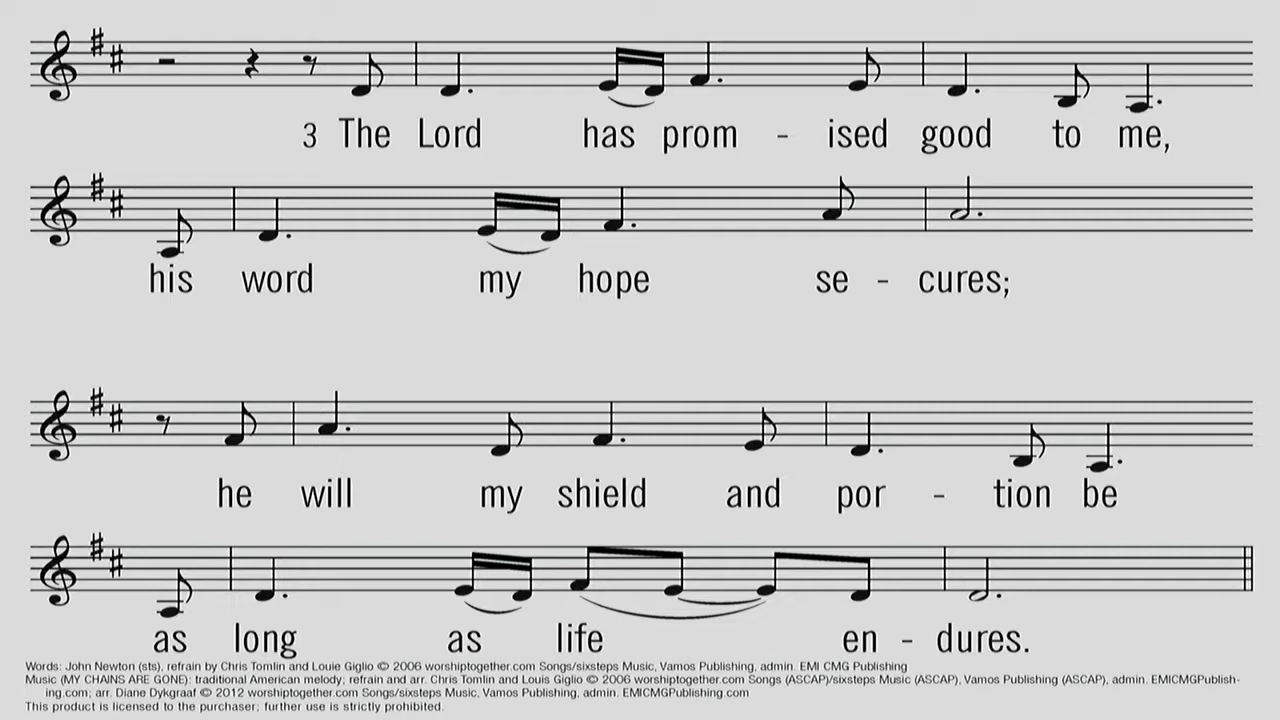 3 The Lord has prom - ised good to me,
his word my hope se - cures;
he will my shield and por - tion be
as long as life en - dures.
Words: John Newton (sts), refrain by Chris Tomlin and Louie Giglio © 2006 worshiptogether.com Songs/sixsteps Music, Vamos Publishing, admin. EMI CMG Publishing
Music (MY CHAINS ARE GONE): traditional American melody; refrain and arr. Chris Tomlin and Louis Giglio © 2006 worshiptogether.com Songs (ASCAP)/sixsteps Music (ASCAP), Vamos Publishing (ASCAP), admin. EMICMGPublish-
ing.com; arr. Diane Dykgraaf © 2012 worshiptogether.com Songs/sixsteps Music, Vamos Publishing, admin. EMICMGPublishing.com
This product is licensed to the purchaser; further use is strictly prohibited.